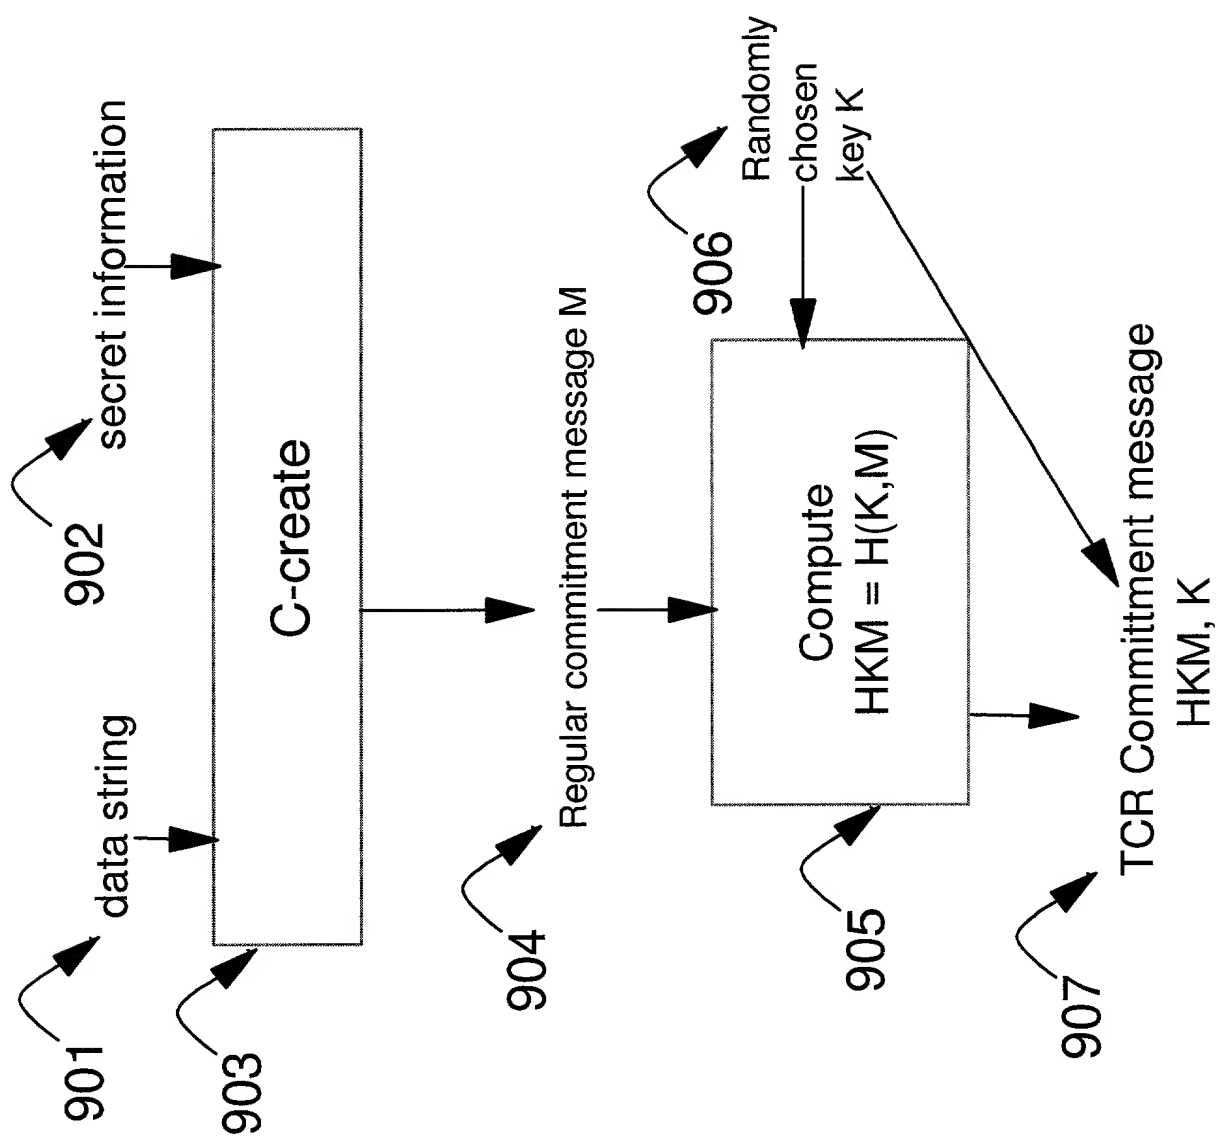 901
data string
902
secret information
903
C-create
904
Regular commitment message M
906
Randomly
chosen
key K
905
Compute
HKM = H(K,M)
907
TCR Committment message
HKM, K